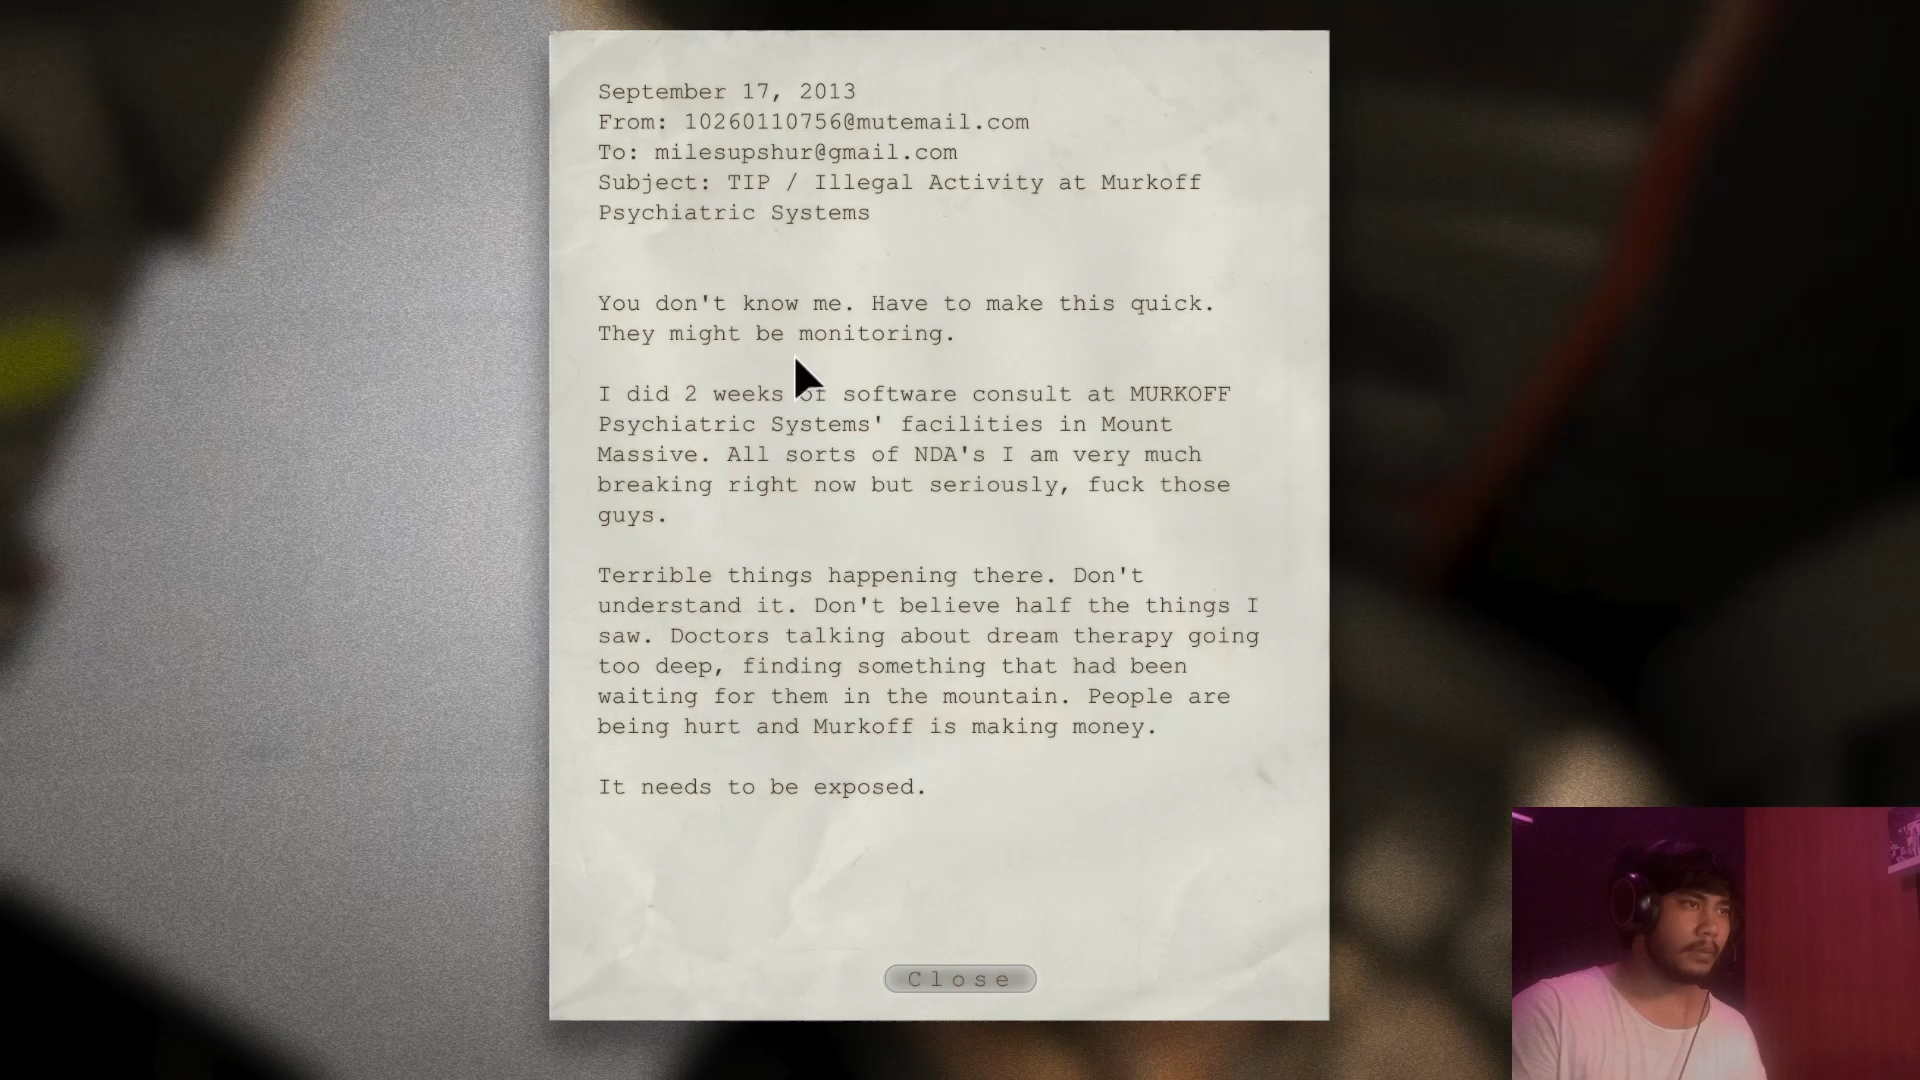 September 17, 2013
From: 10260110756@mutemail.com
To: milesupshur@gmail.com
Subject: TIP / Illegal Activity at Murkoff
Psychiatric Systems
You don't know me. Have to make this quick.
They might be monitoring.
I did 2 weeks of software consult at MURKOFF
Psychiatric Systems' facilities in Mount
Massive. All sorts of NDA's I am very much
breaking right now but seriously, fuck those
guys.
Terrible things happening there. Don't
understand it. Don't believe half the things I
saw. Doctors talking about dream therapy going
too deep, finding something that had been
waiting for them in the mountain. People are
being hurt and Murkoff is making money.
It needs to be exposed.
Close